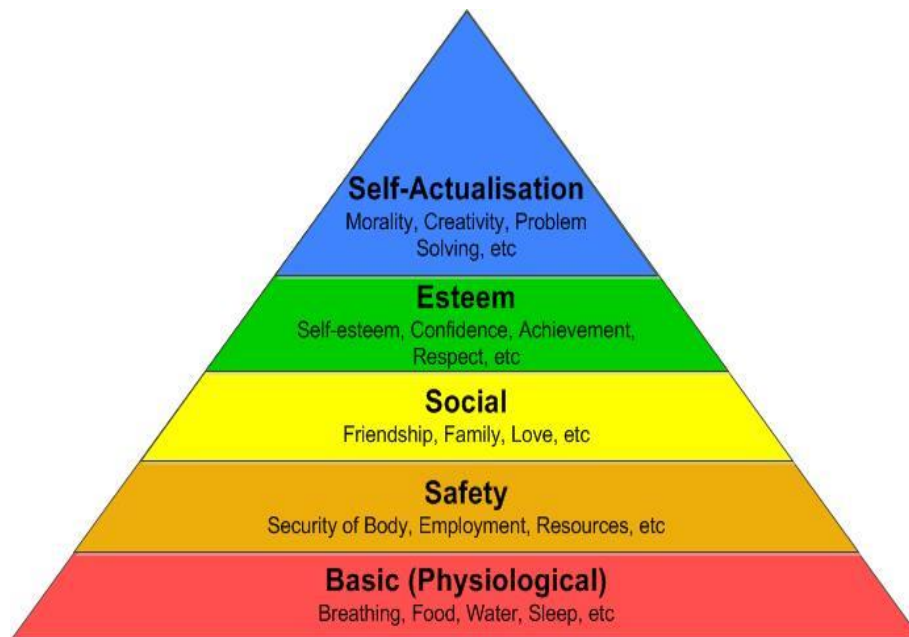 Self-Actualisation
Morality, Creativity, Problem
Solving, etc
Esteem
Self-esteem, Confidence, Achievement,
Respect, etc
Social
Friendship, Family, Love, etc
Safety
Security of Body, Employment, Resources, etc
Basic (Physiological)
Breathing, Food, Water, Sleep, etc